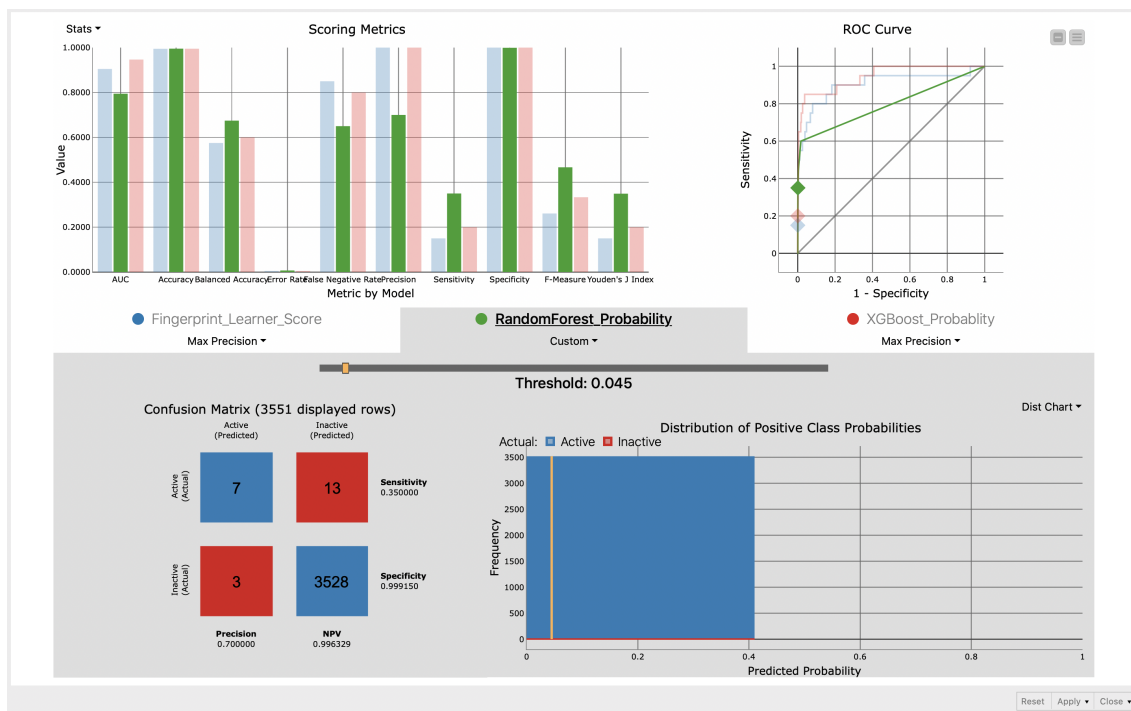 Stats
Scoring Metrics
1.0000
0.8000
0.6000
0.4000
0.2000
0.0000
Value
AUC
Accuracy
Balanced Accuracy
Error Rate
False Negative Rate
Precision
Sensitivity
Specificity
F-Measure
Youden's J Index
Metric by Model
ROC Curve
1
0.8
0.6
0.4
0.2
0
Sensitivity
0 0.2 0.4 0.6 0.8 1
1 - Specificity
Fingerprint_Learner_Score
Max Precision
RandomForest_Probability
Custom
XGBoost_Probablity
Max Precision
Threshold: 0.045
Confusion Matrix (3551 displayed rows)
Active
(Predicted)
Inactive
(Predicted)
Active
(Actual)
7
13
Sensitivity
0.350000
Inactive
(Actual)
3
3528
Specificity
0.999150
Precision
0.700000
NPV
0.996329
Dist Chart
Distribution of Positive Class Probabilities
Actual: Active Inactive
3500
3000
2500
2000
1500
1000
500
0
Frequency
0 0.2 0.4 0.6 0.8 1
Predicted Probability
Reset Apply Close